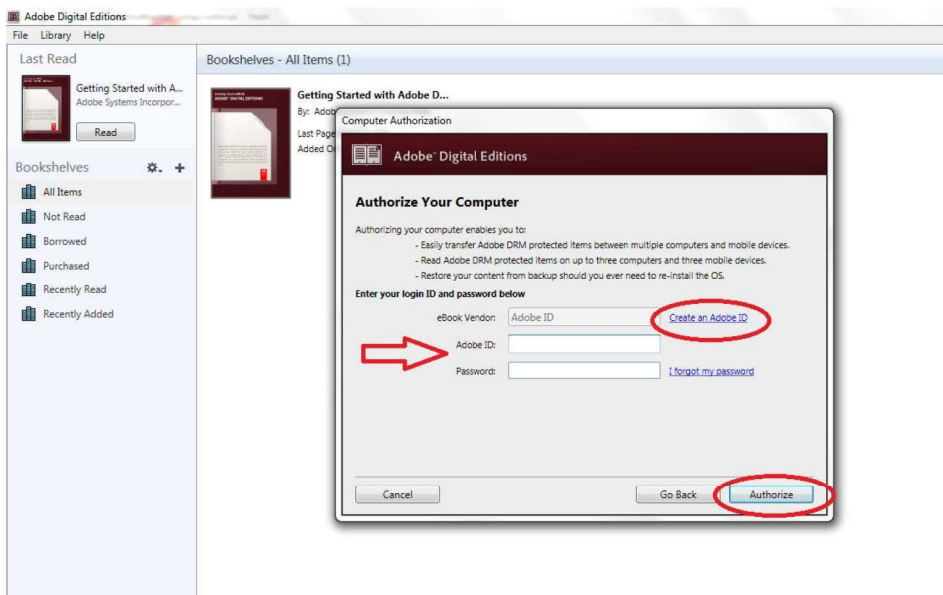 Adobe Digital Editions
File Library Help
Last Read
Getting Started with A...
Adobe Systems Incorpor...
Read
Bookshelves
All Items
Not Read
Borrowed
Purchased
Recently Read
Recently Added
Bookshelves - All Items (1)
Getting Started with Adobe D...
By: Adob
Last Page
Added O
Computer Authorization
Adobe® Digital Editions
Authorize Your Computer
Authorizing your computer enables you to:
- Easily transfer Adobe DRM protected items between multiple computers and mobile devices.
- Read Adobe DRM protected items on up to three computers and three mobile devices.
- Restore your content from backup should you ever need to re-install the OS.
Enter your login ID and password below
eBook Vendor: Adobe ID Create an Adobe ID
Adobe ID:
Password: I forgot my password
Cancel Go Back Authorize